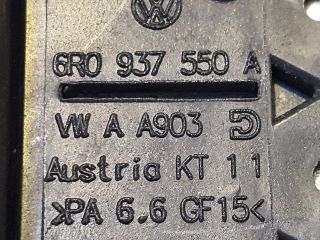 6R0 937 550 A
VW A A903
Austria KT 11
>PA 6.6 GF15<